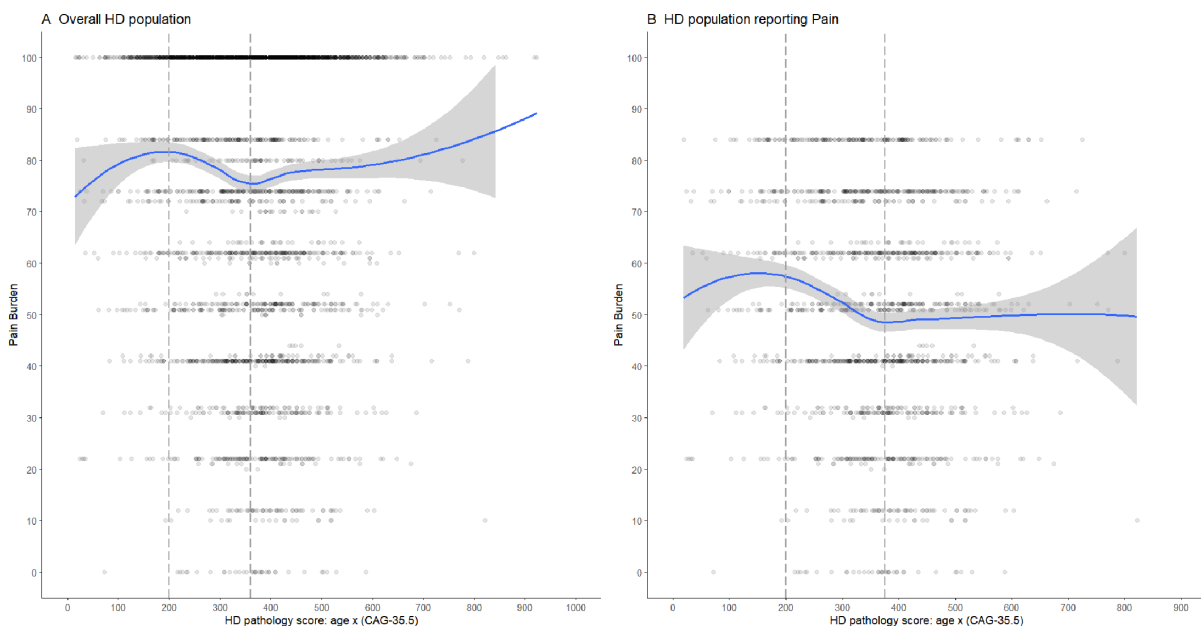 A Overall HD population
100
90
80
70
60
50
40
30
20
10
0
Pain Burden
0 100 200 300 400 500 600 700 800 900 1000
HD pathology score: age x (CAG-35.5)
B HD population reporting Pain
100
90
80
70
60
50
40
30
20
10
0
Pain Burden
0 100 200 300 400 500 600 700 800 900
HD pathology score: age x (CAG-35.5)